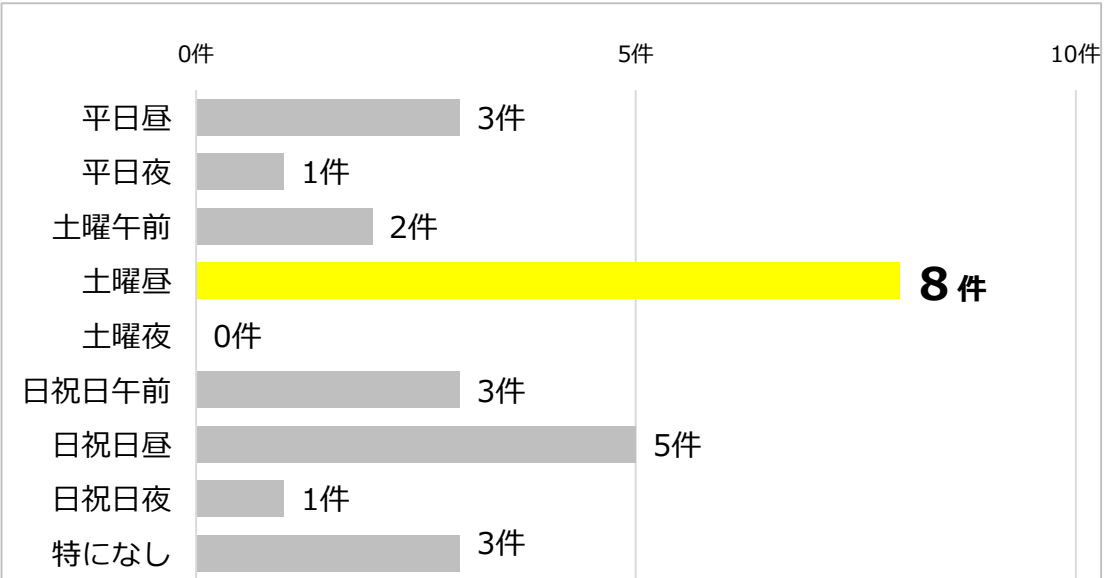 0件 5件 10件
平日昼 3件
平日夜 1件
土曜午前 2件
土曜昼 8件
土曜夜 0件
日祝日午前 3件
日祝日昼 5件
日祝日夜 1件
特になし 3件